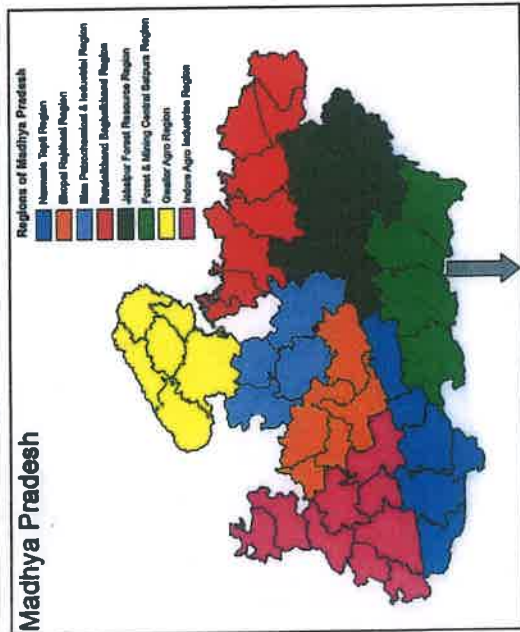 Madhya Pradesh
Regions of Madhya Pradesh
Narmada Tapti Region
Bhopal Rajdhani Region
Bina Petrochemical & Industrial Region
Bundelkhand Baghelkhand Region
Jabalpur Forest Resource Region
Forest & Mining Central Satpura Region
Gwalior Agro Region
Indore Agro Industries Region